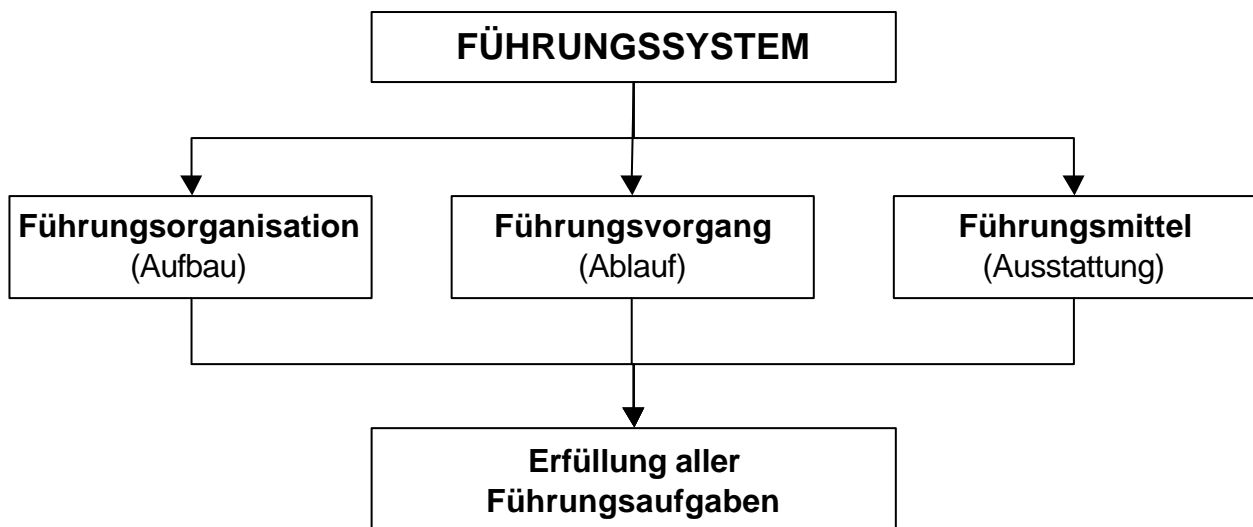 FÜHRUNGSSYSTEM
Führungsorganisation
(Aufbau)
Führungsvorgang
(Ablauf)
Führungsmittel
(Ausstattung)
Erfüllung aller
Führungsaufgaben